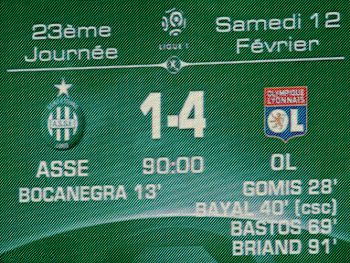 23ème
Journée
LIGUE 1
Samedi 12
Février
ASSE
1-4
OLYMPIQUE
LYONNAIS
OL
ASSE
90:00
OL
BOCANEGRA 13'
GOMIS 28'
BAYAL 40' (csc)
BASTOS 69'
BRIAND 91'